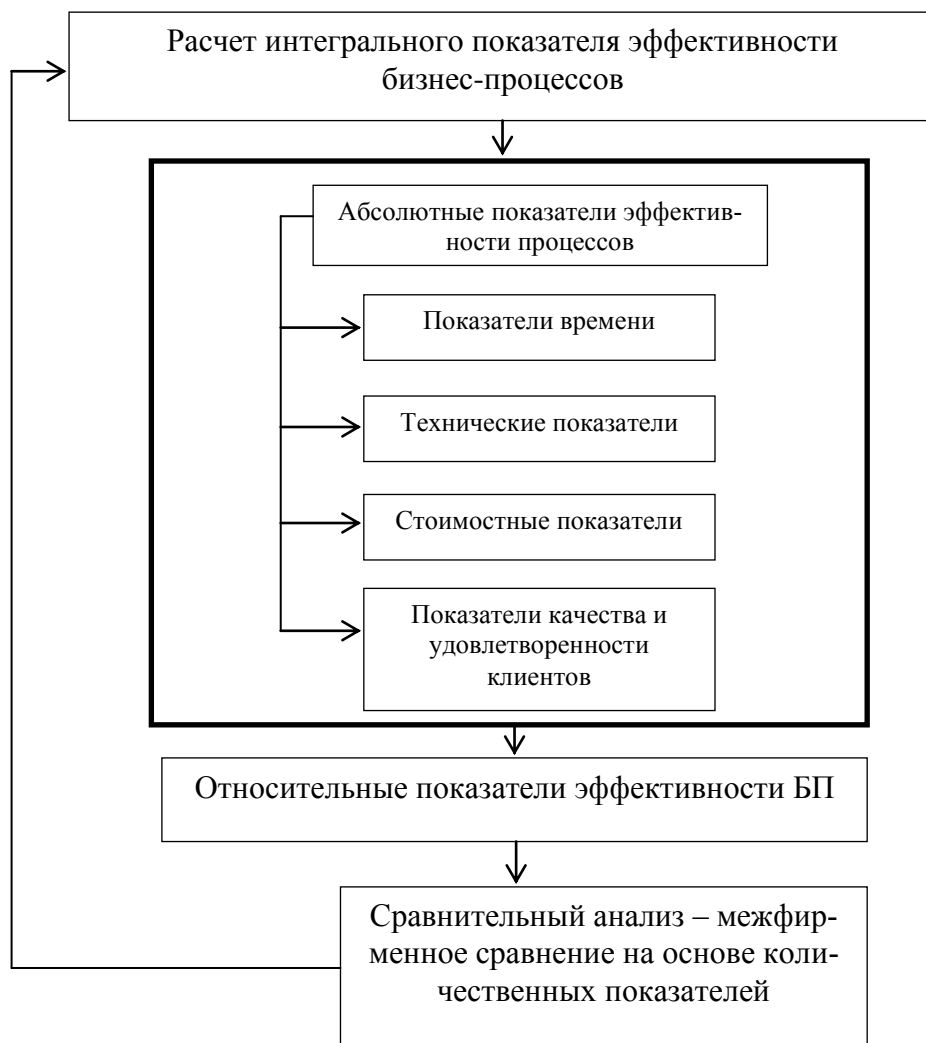 Расчет интегрального показателя эффективности
бизнес-процессов
Абсолютные показатели эффектив-
ности процессов
Показатели времени
Технические показатели
Стоимостные показатели
Показатели качества и
удовлетворенности
клиентов
Относительные показатели эффективности БП
Сравнительный анализ – межфир-
менное сравнение на основе коли-
чественных показателей